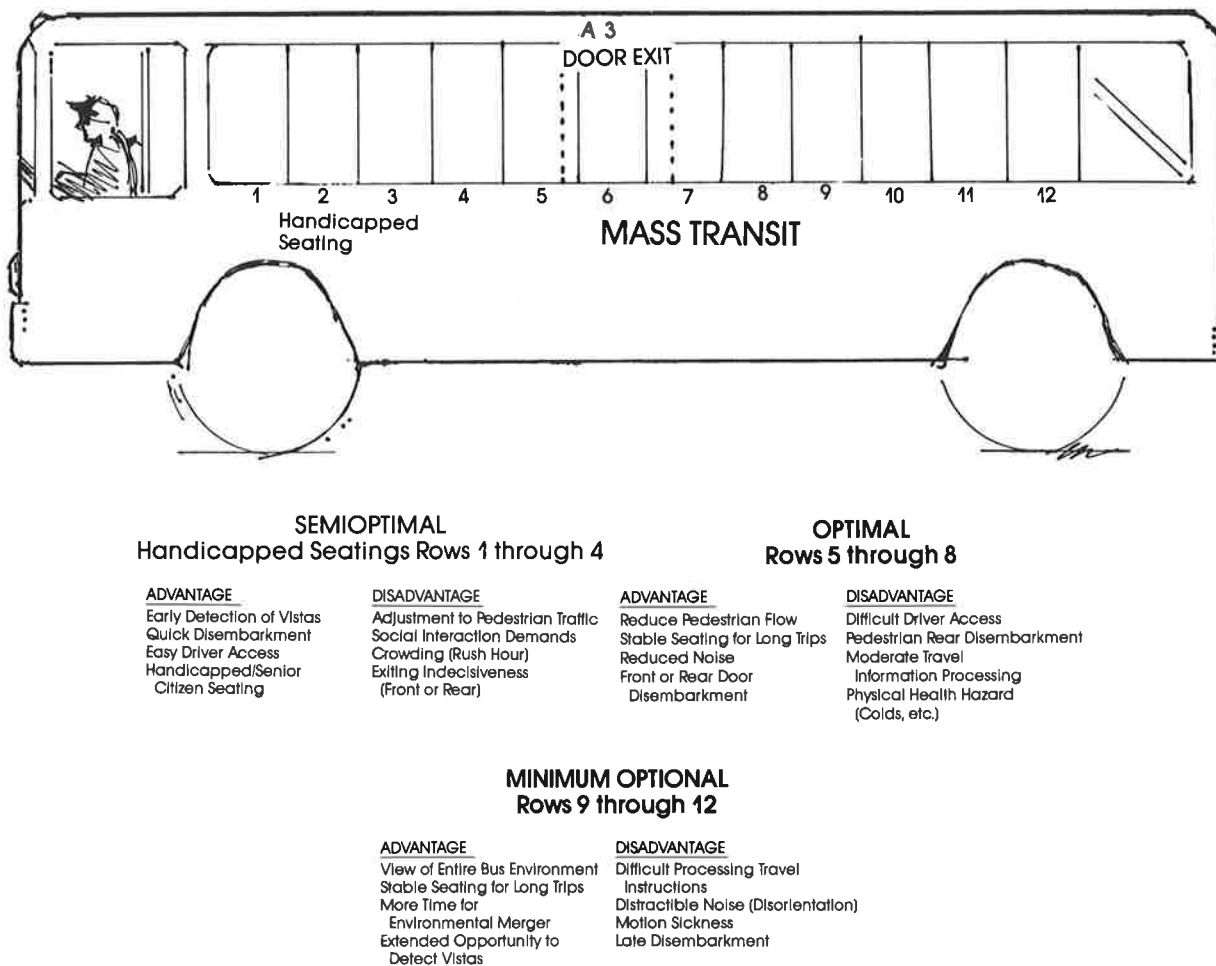 A 3
DOOR EXIT
1 2 3 4 5 6 7 8 9 10 11 12
Handicapped
Seating
MASS TRANSIT
SEMIOPTIMAL
Handicapped Seatings Rows 1 through 4
ADVANTAGE
Early Detection of Vistas
Quick Disembarkment
Easy Driver Access
Handicapped/Senior
Citizen Seating
DISADVANTAGE
Adjustment to Pedestrian Traffic
Social Interaction Demands
Crowding (Rush Hour)
Exiting Indecisiveness
(Front or Rear)
OPTIMAL
Rows 5 through 8
ADVANTAGE
Reduce Pedestrian Flow
Stable Seating for Long Trips
Reduced Noise
Front or Rear Door
Disembarkment
DISADVANTAGE
Difficult Driver Access
Pedestrian Rear Disembarkment
Moderate Travel
Information Processing
Physical Health Hazard
(Colds, etc.)
MINIMUM OPTIONAL
Rows 9 through 12
ADVANTAGE
View of Entire Bus Environment
Stable Seating for Long Trips
More Time for
Environmental Merger
Extended Opportunity to
Detect Vistas
DISADVANTAGE
Difficult Processing Travel
Instructions
Distractible Noise (Disorientation)
Motion Sickness
Late Disembarkment